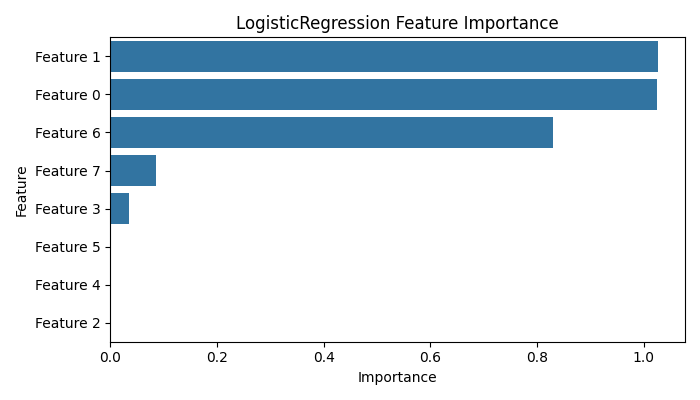 LogisticRegression Feature Importance
Feature 1
Feature 0
Feature 6
Feature 7
Feature 3
Feature 5
Feature 4
Feature 2
Feature
0.0 0.2 0.4 0.6 0.8 1.0
Importance